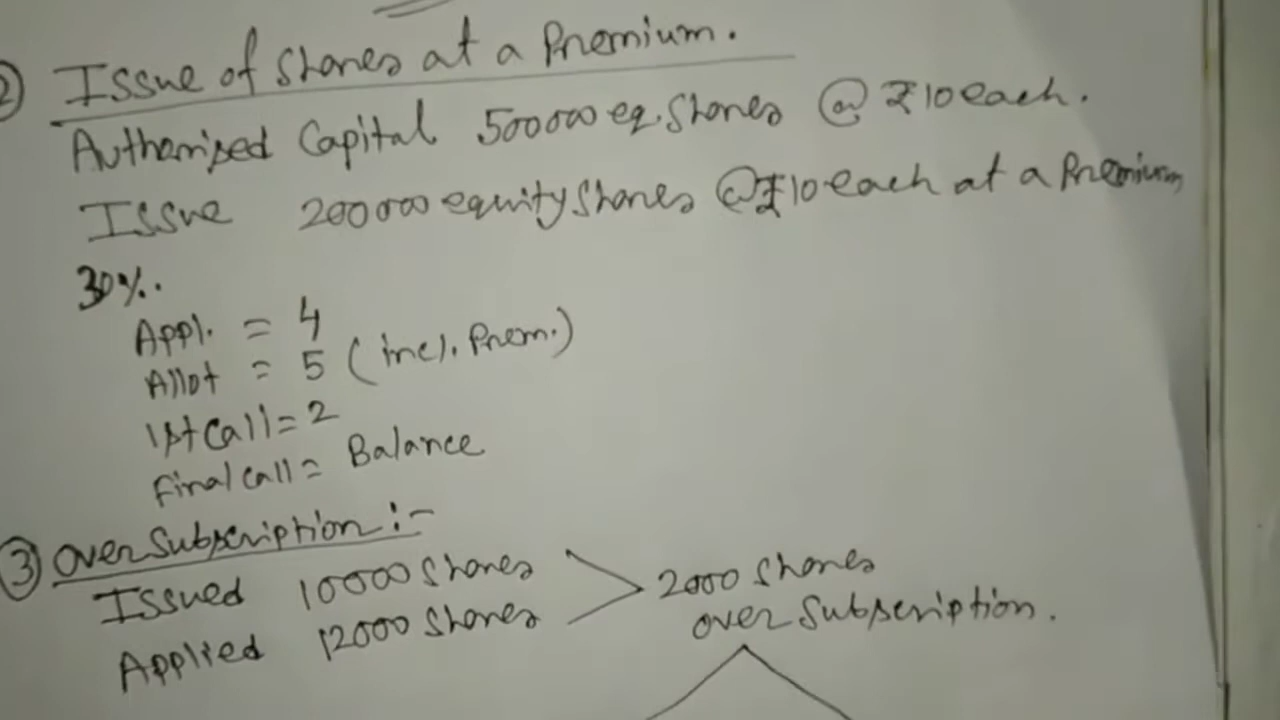 2) Issue of Shares at a Premium.
Authorised Capital 500000 eq. Shares @ ₹10 each.
Issue 200000 equity Shares @ ₹10 each at a Premium
30%.
Appl. = 4
Allot = 5 (incl. Prem.)
1st Call = 2
Final Call = Balance
3) Over Subscription :-
Issued 10000 Shares
Applied 12000 Shares
2000 Shares
over Subscription.